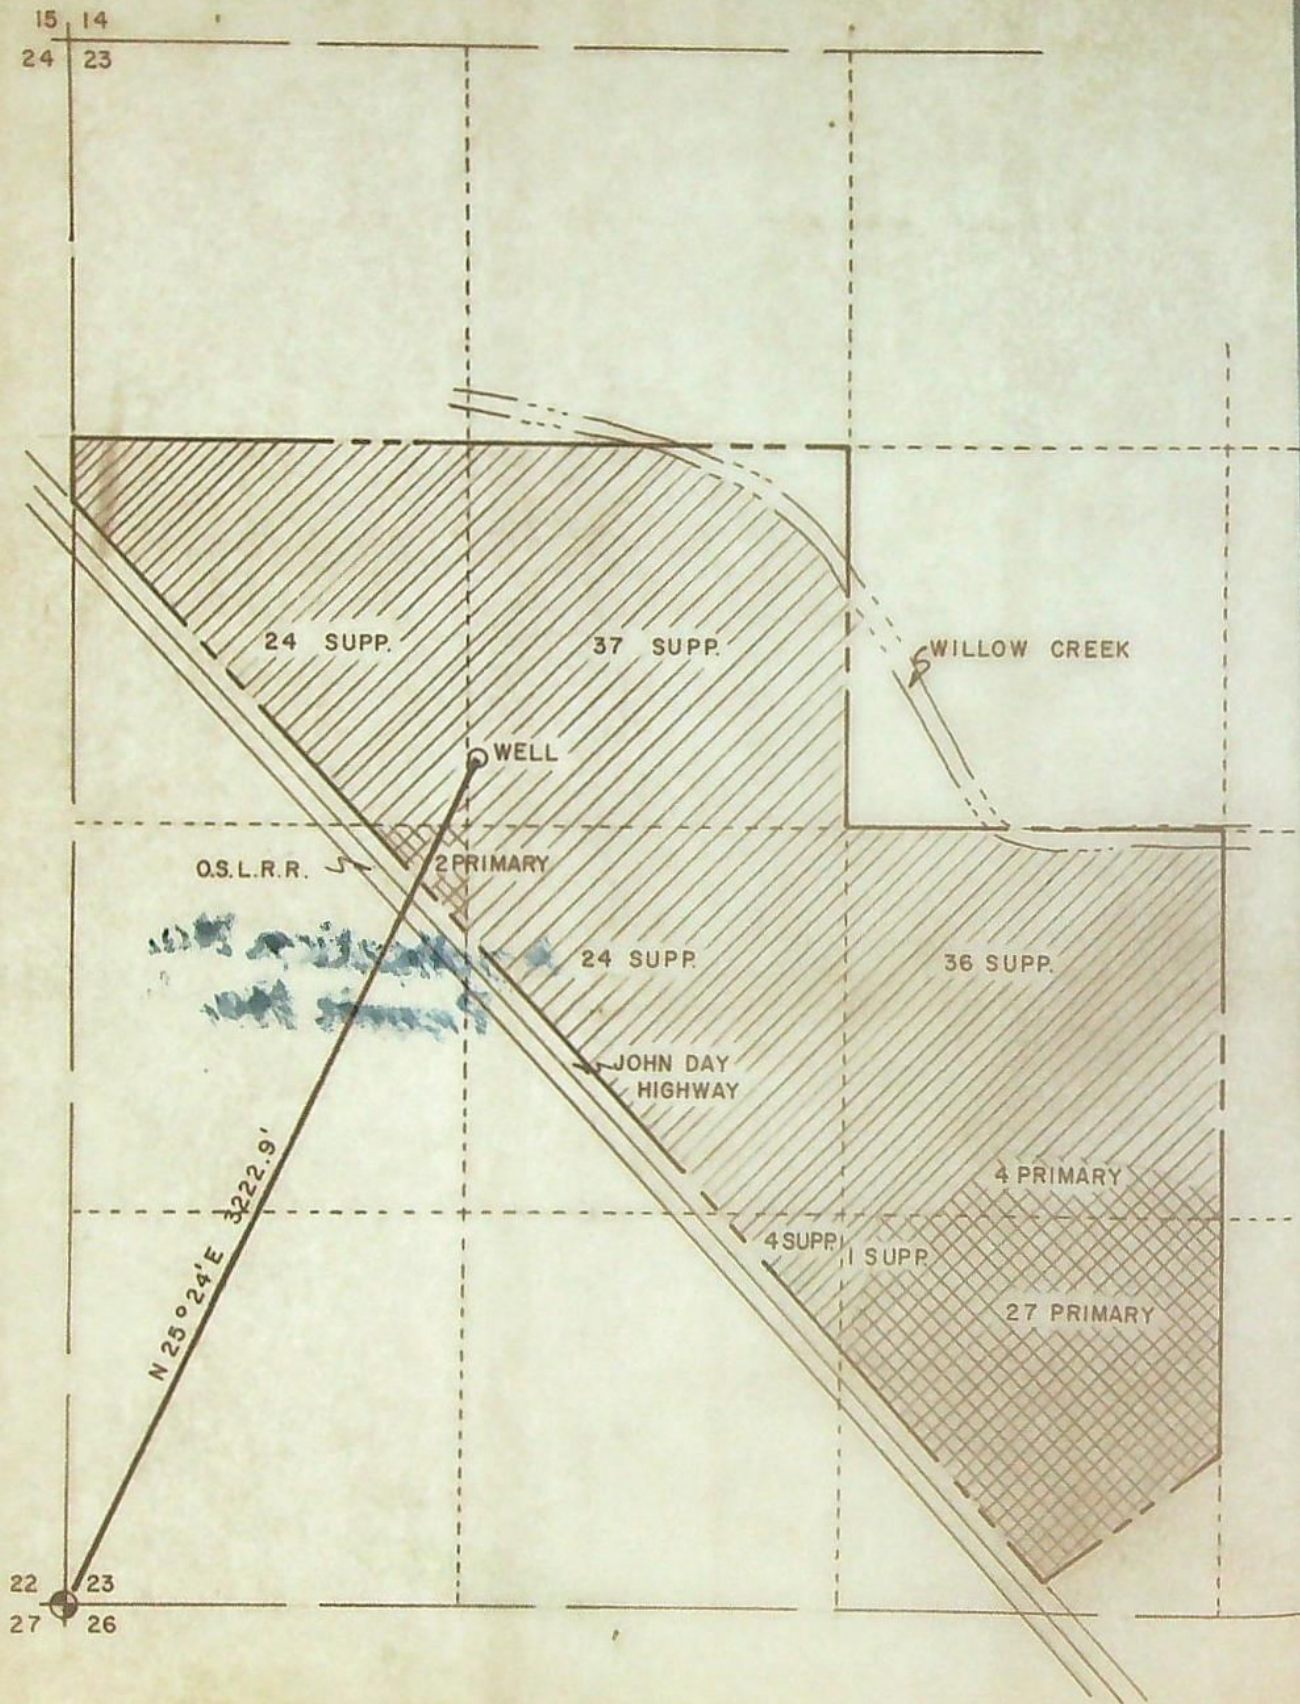 15 14
24 23
24 SUPP.
37 SUPP.
WILLOW CREEK
WELL
O.S.L.R.R.
2 PRIMARY
24 SUPP.
36 SUPP.
JOHN DAY
HIGHWAY
4 PRIMARY
4 SUPP.
1 SUPP.
27 PRIMARY
N 25° 24' E 3222.9'
22 23
27 26